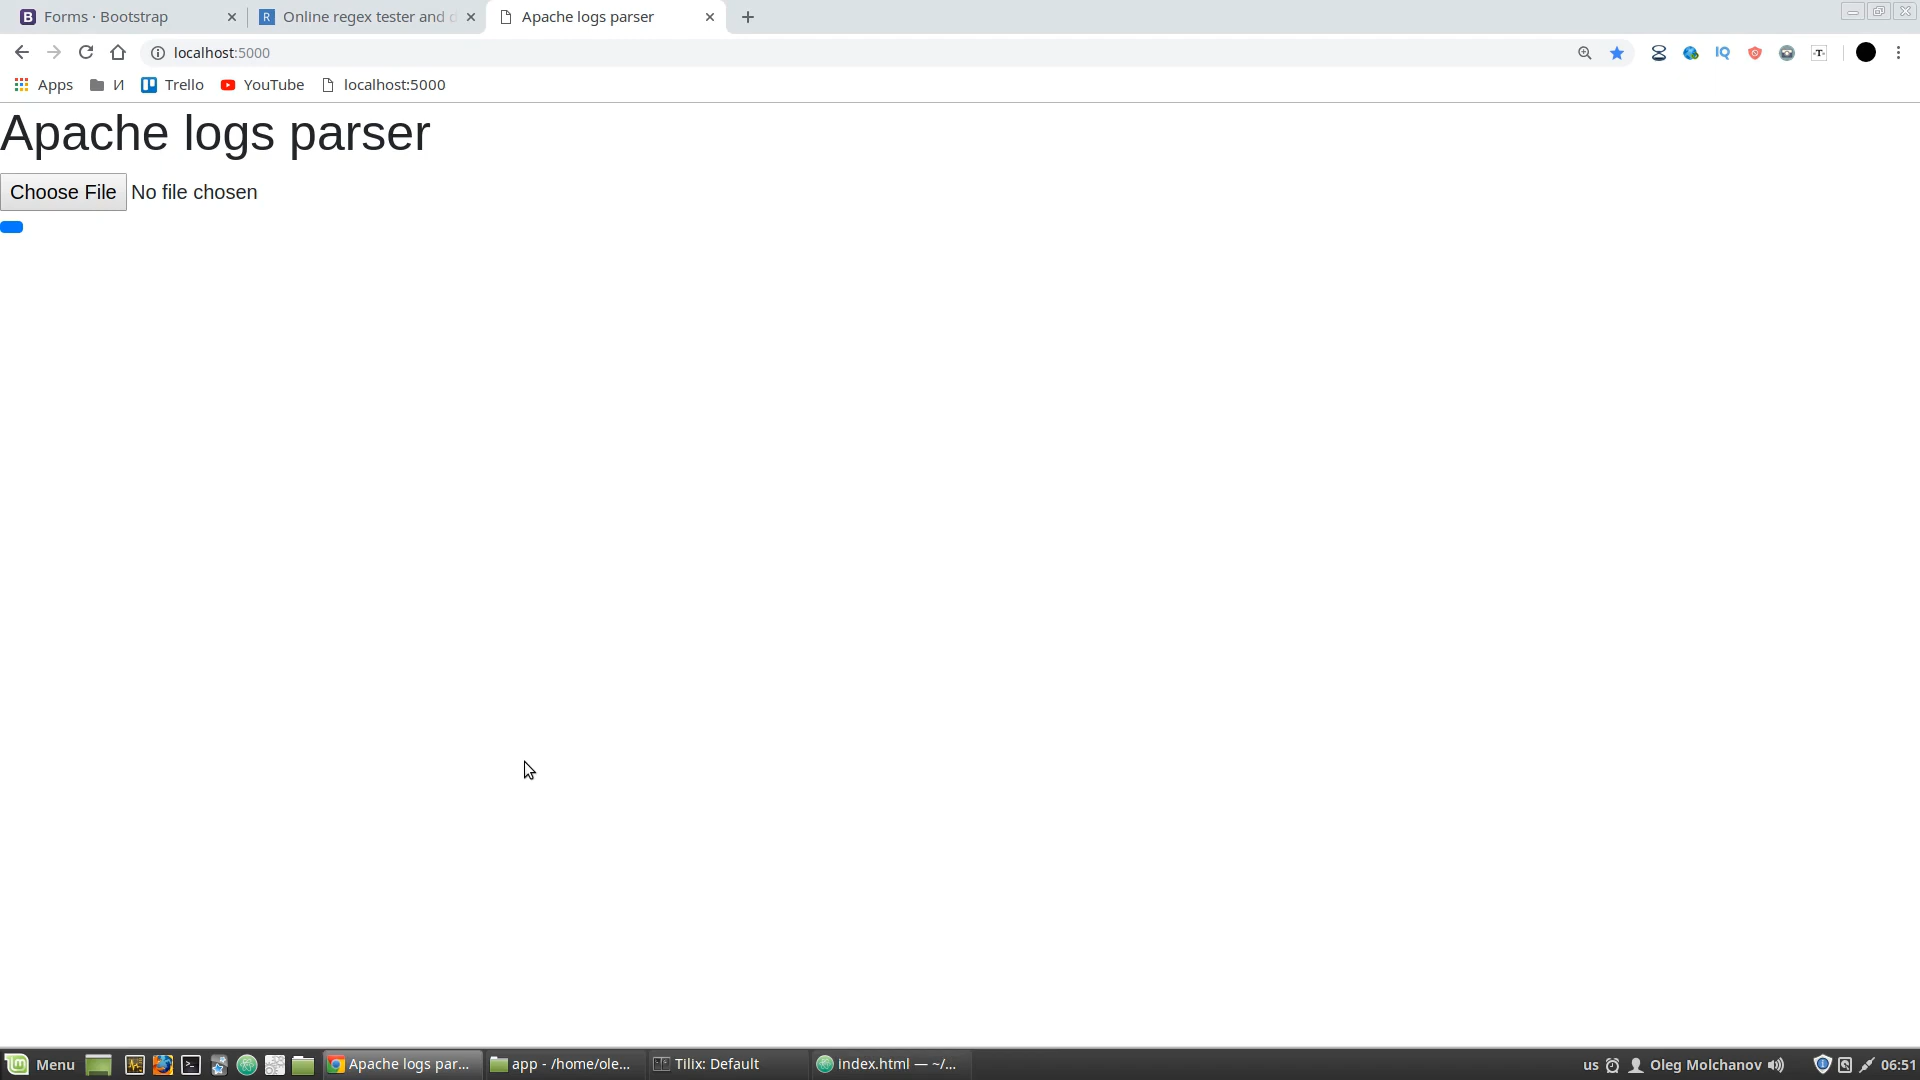 Forms · Bootstrap
Online regex tester and d
Apache logs parser
localhost:5000
Apps
И
Trello
YouTube
localhost:5000
Apache logs parser
Choose File No file chosen
Menu
Apache logs par...
app - /home/ole...
Tilix: Default
index.html — ~/...
us
Oleg Molchanov
06:51